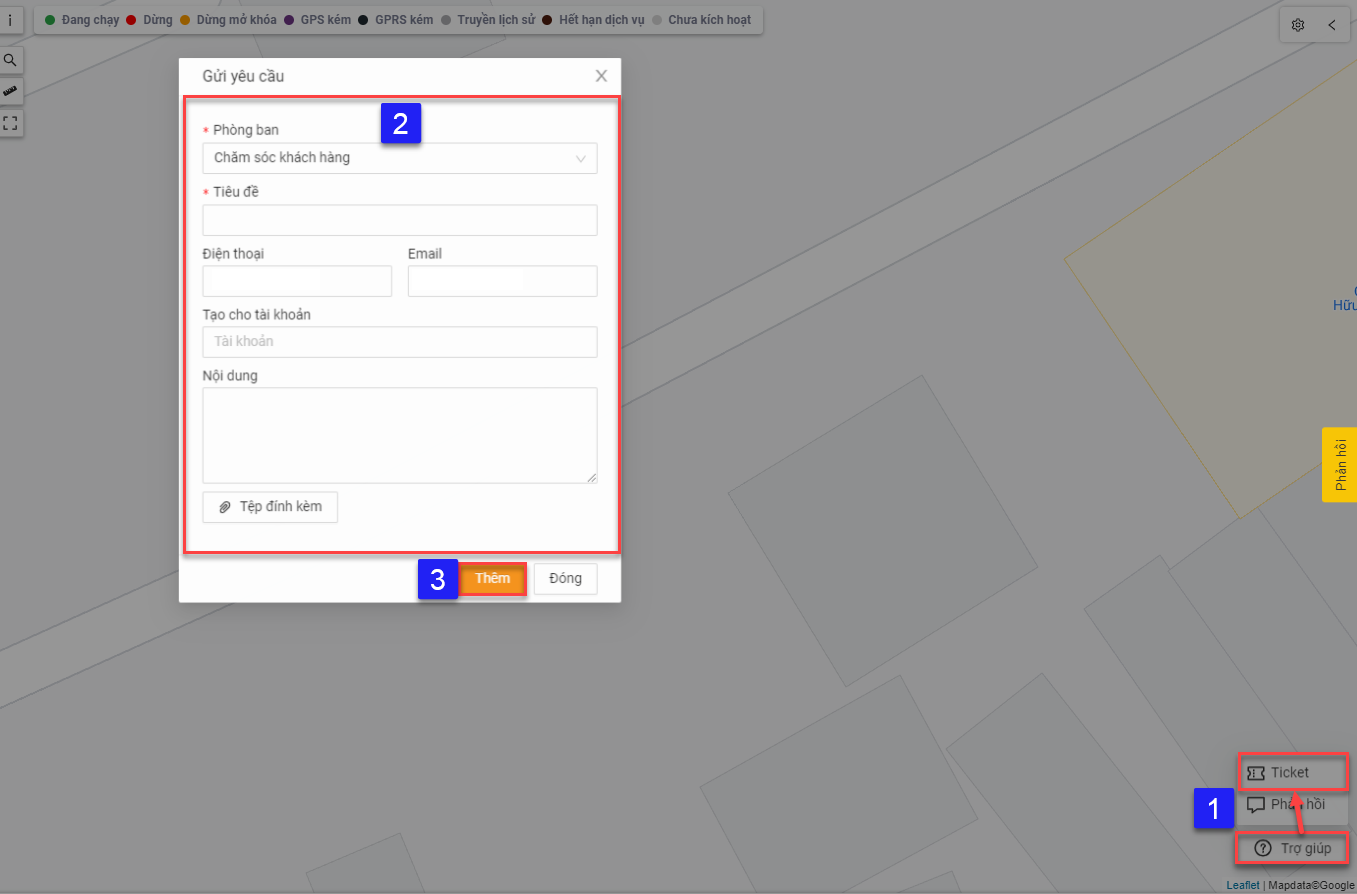 i
Đang chạy Dừng Dừng mở khóa GPS kém GPRS kém Truyền lịch sử Hết hạn dịch vụ Chưa kích hoạt
Gửi yêu cầu
2
* Phòng ban
Chăm sóc khách hàng
* Tiêu đề
Điện thoại Email
Tạo cho tài khoản
Tài khoản
Nội dung
Tệp đính kèm
3
Thêm Đóng
Hữu
Phản hồi
Ticket
1
Phản hồi
Trợ giúp
Leaflet | Mapdata©Google